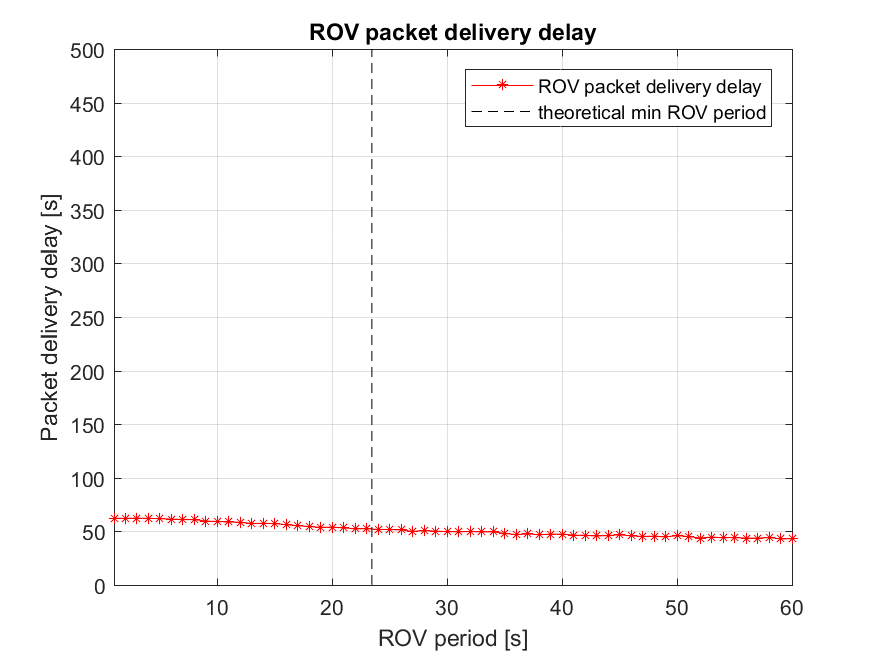 ROV packet delivery delay
500
450
400
350
300
250
200
150
100
50
0
Packet delivery delay [s]
ROV packet delivery delay
theoretical min ROV period
10 20 30 40 50 60
ROV period [s]